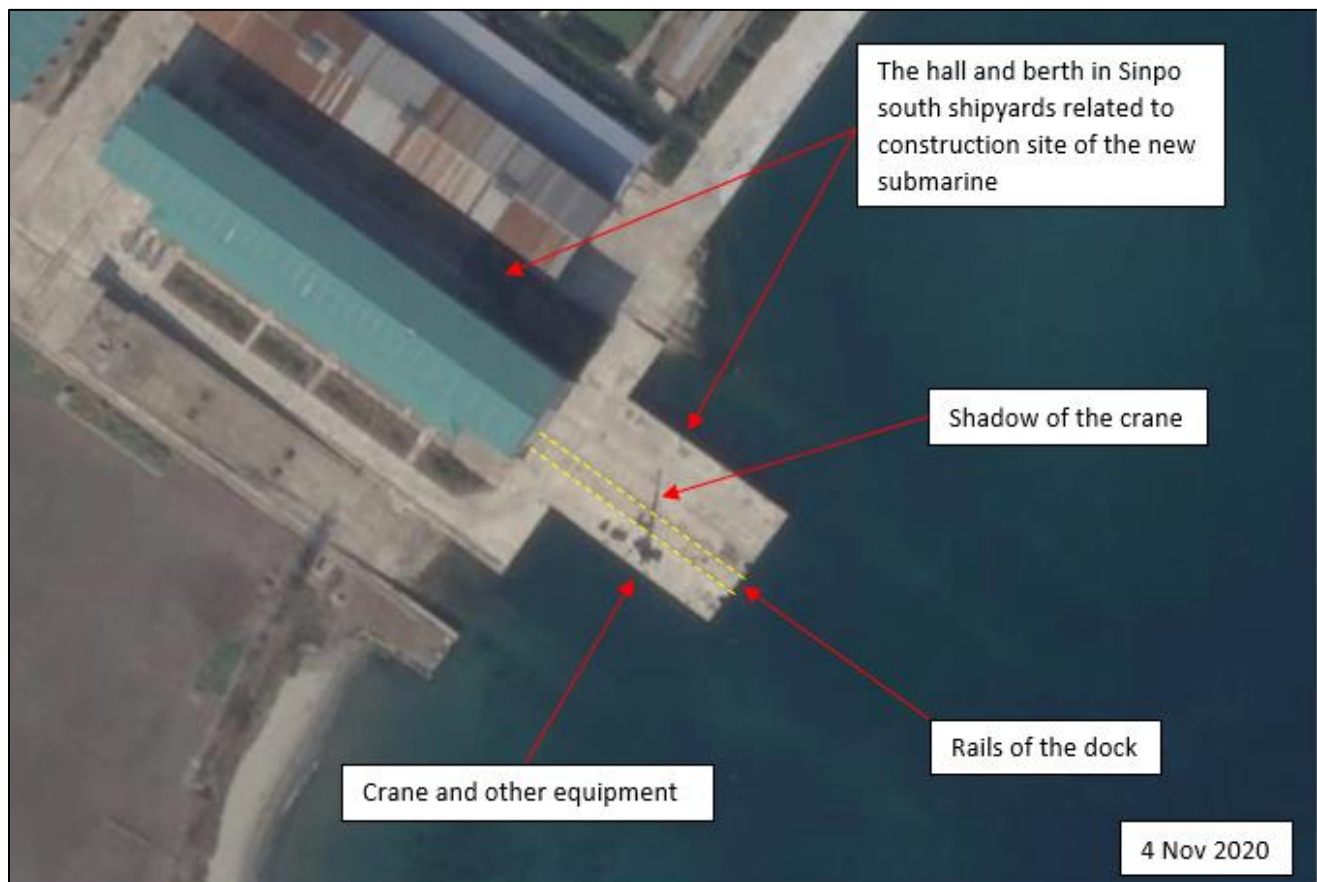 The hall and berth in Sinpo
south shipyards related to
construction site of the new
submarine
Shadow of the crane
Rails of the dock
Crane and other equipment
4 Nov 2020